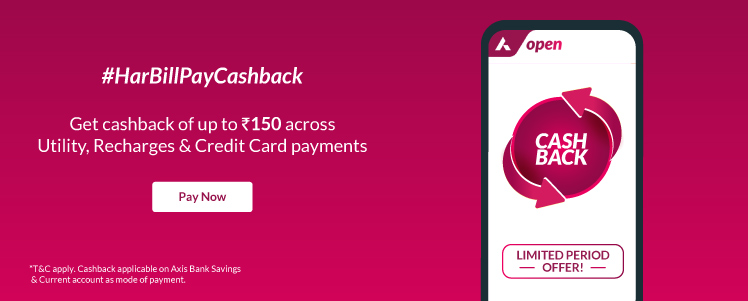 #HarBillPayCashback
Get cashback of up to ₹150 across
Utility, Recharges & Credit Card payments
Pay Now
*T&C apply. Cashback applicable on Axis Bank Savings
& Current account as mode of payment.
open
CASH
BACK
LIMITED PERIOD
— OFFER! —